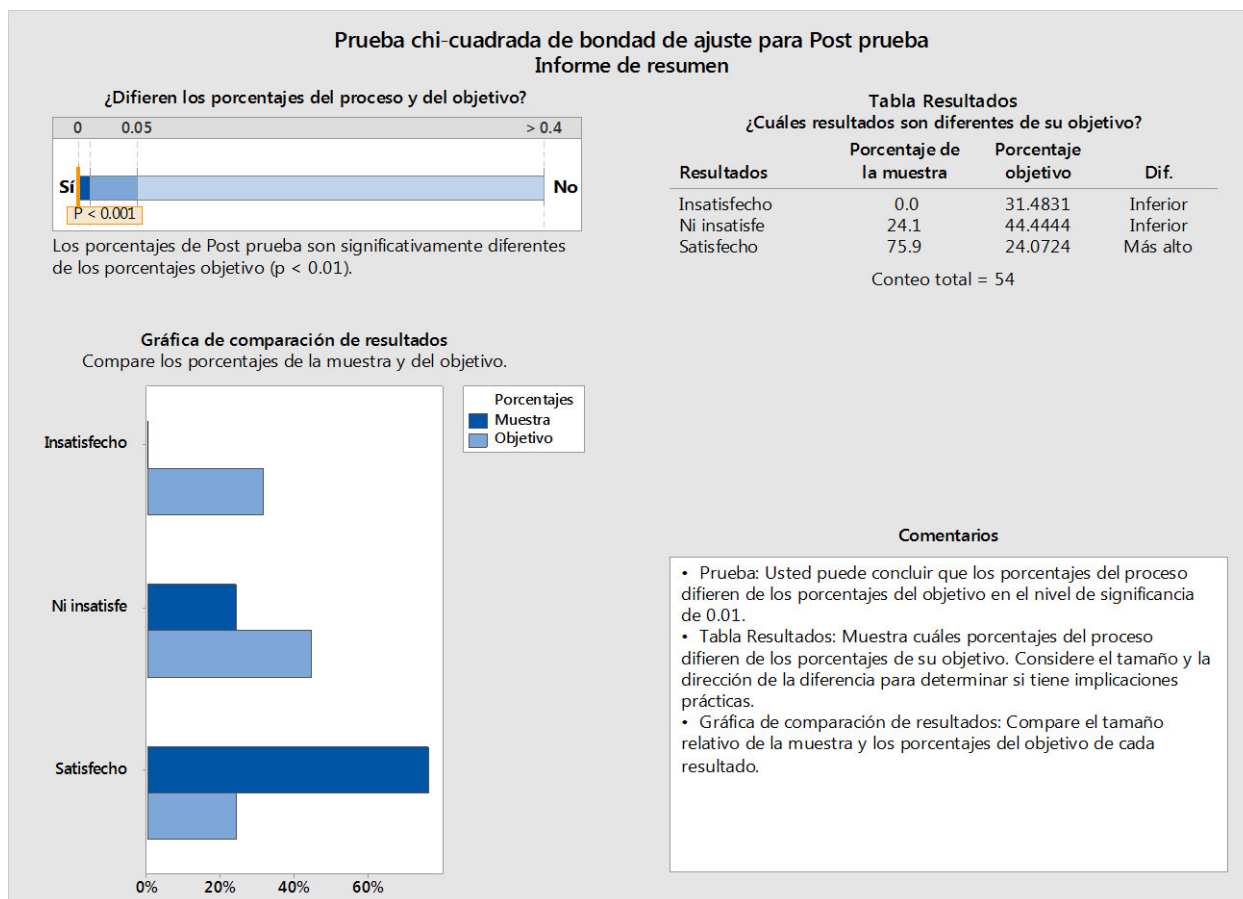 Prueba chi-cuadrada de bondad de ajuste para Post prueba
Informe de resumen
¿Difieren los porcentajes del proceso y del objetivo?
0 0.05 > 0.4
Sí No
P < 0.001
Los porcentajes de Post prueba son significativamente diferentes
de los porcentajes objetivo (p < 0.01).
Tabla Resultados
¿Cuáles resultados son diferentes de su objetivo?
Porcentaje de Porcentaje
Resultados la muestra objetivo Dif.
Insatisfecho 0.0 31.4831 Inferior
Ni insatisfe 24.1 44.4444 Inferior
Satisfecho 75.9 24.0724 Más alto
Conteo total = 54
Gráfica de comparación de resultados
Compare los porcentajes de la muestra y del objetivo.
Porcentajes
Muestra
Objetivo
Insatisfecho
Ni insatisfe
Satisfecho
0% 20% 40% 60%
Comentarios
• Prueba: Usted puede concluir que los porcentajes del proceso
difieren de los porcentajes del objetivo en el nivel de significancia
de 0.01.
• Tabla Resultados: Muestra cuáles porcentajes del proceso
difieren de los porcentajes de su objetivo. Considere el tamaño y la
dirección de la diferencia para determinar si tiene implicaciones
prácticas.
• Gráfica de comparación de resultados: Compare el tamaño
relativo de la muestra y los porcentajes del objetivo de cada
resultado.